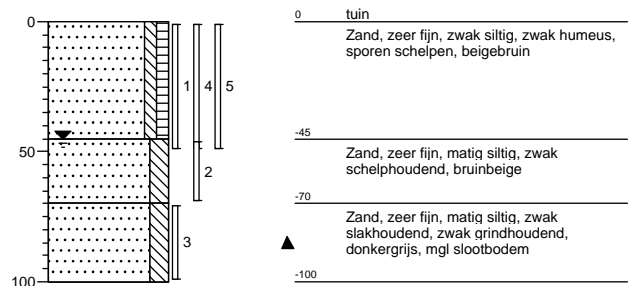 0
50
100
1
4
5
2
3
0 tuin
Zand, zeer fijn, zwak siltig, zwak humeus,
sporen schelpen, beigebruin
-45
Zand, zeer fijn, matig siltig, zwak
schelphoudend, bruinbeige
-70
Zand, zeer fijn, matig siltig, zwak
slakhoudend, zwak grindhoudend,
donkergrijs, mgl slootbodem
-100